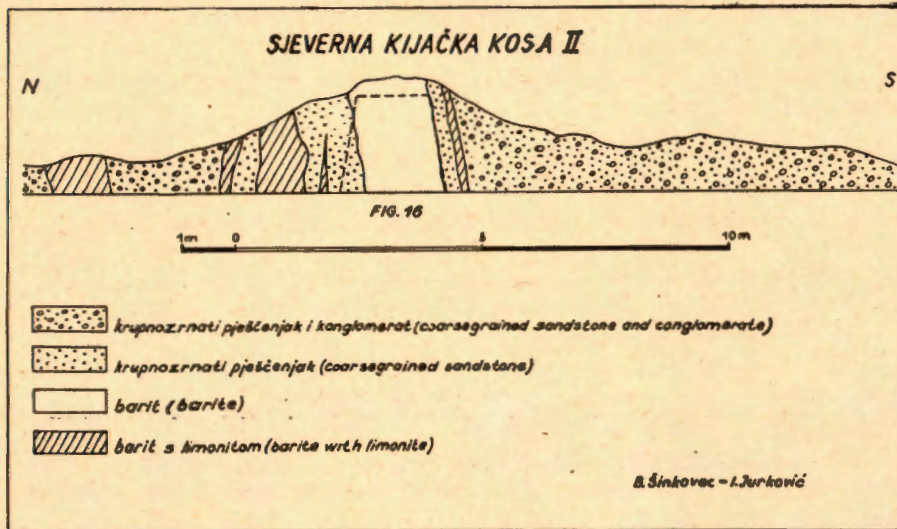 SJEVERNA KIJAČKA KOSA II
N S
FIG. 16
1m 0 5 10m
krupnozrnati pješčenjak i konglomerat (coarsegrained sandstone and conglomerate)
krupnozrnati pješčenjak (coarsegrained sandstone)
barit (barite)
barit s limonitom (barite with limonite)
B. Šinkovec - I. Jurković